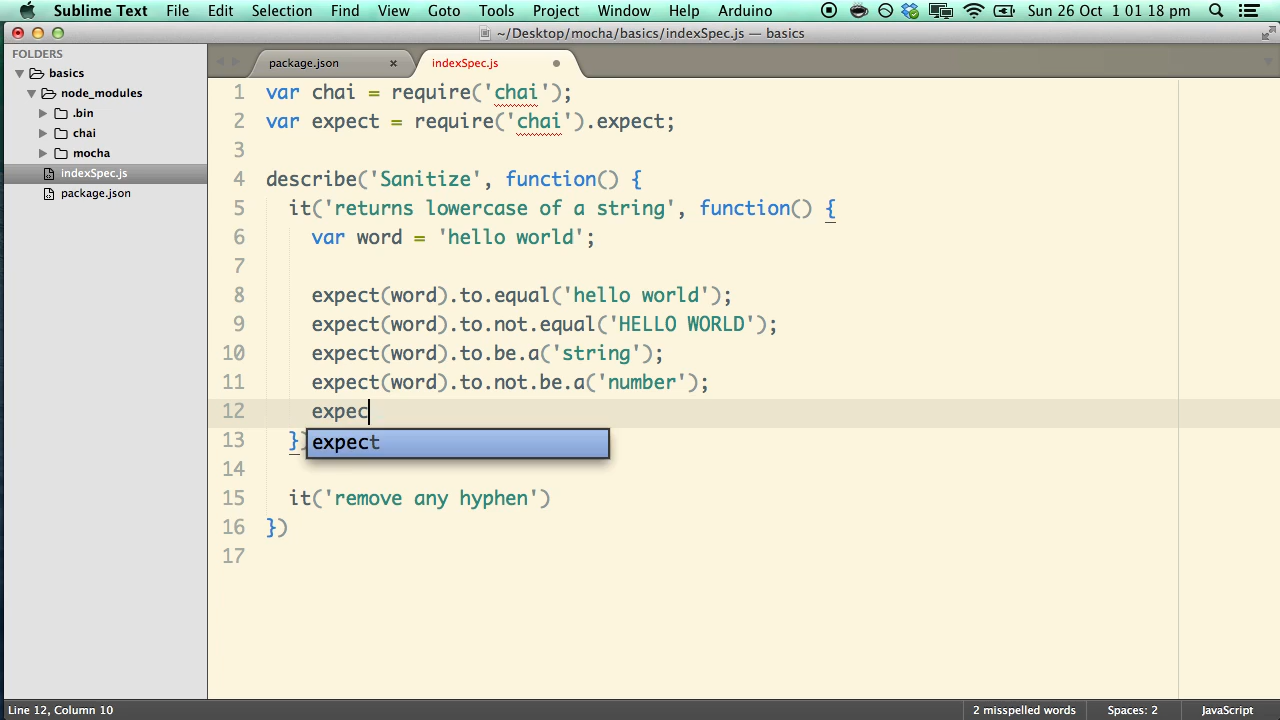 Sublime Text File Edit Selection Find View Goto Tools Project Window Help Arduino Sun 26 Oct 1 01 18 pm
~/Desktop/mocha/basics/indexSpec.js — basics
FOLDERS
basics
node_modules
.bin
chai
mocha
indexSpec.js
package.json
package.json × indexSpec.js
1 var chai = require('chai');
2 var expect = require('chai').expect;
3
4 describe('Sanitize', function() {
5 it('returns lowercase of a string', function() {
6 var word = 'hello world';
7
8 expect(word).to.equal('hello world');
9 expect(word).to.not.equal('HELLO WORLD');
10 expect(word).to.be.a('string');
11 expect(word).to.not.be.a('number');
12 expec
13 })
expect
14
15 it('remove any hyphen')
16 })
17
Line 12, Column 10 2 misspelled words Spaces: 2 JavaScript